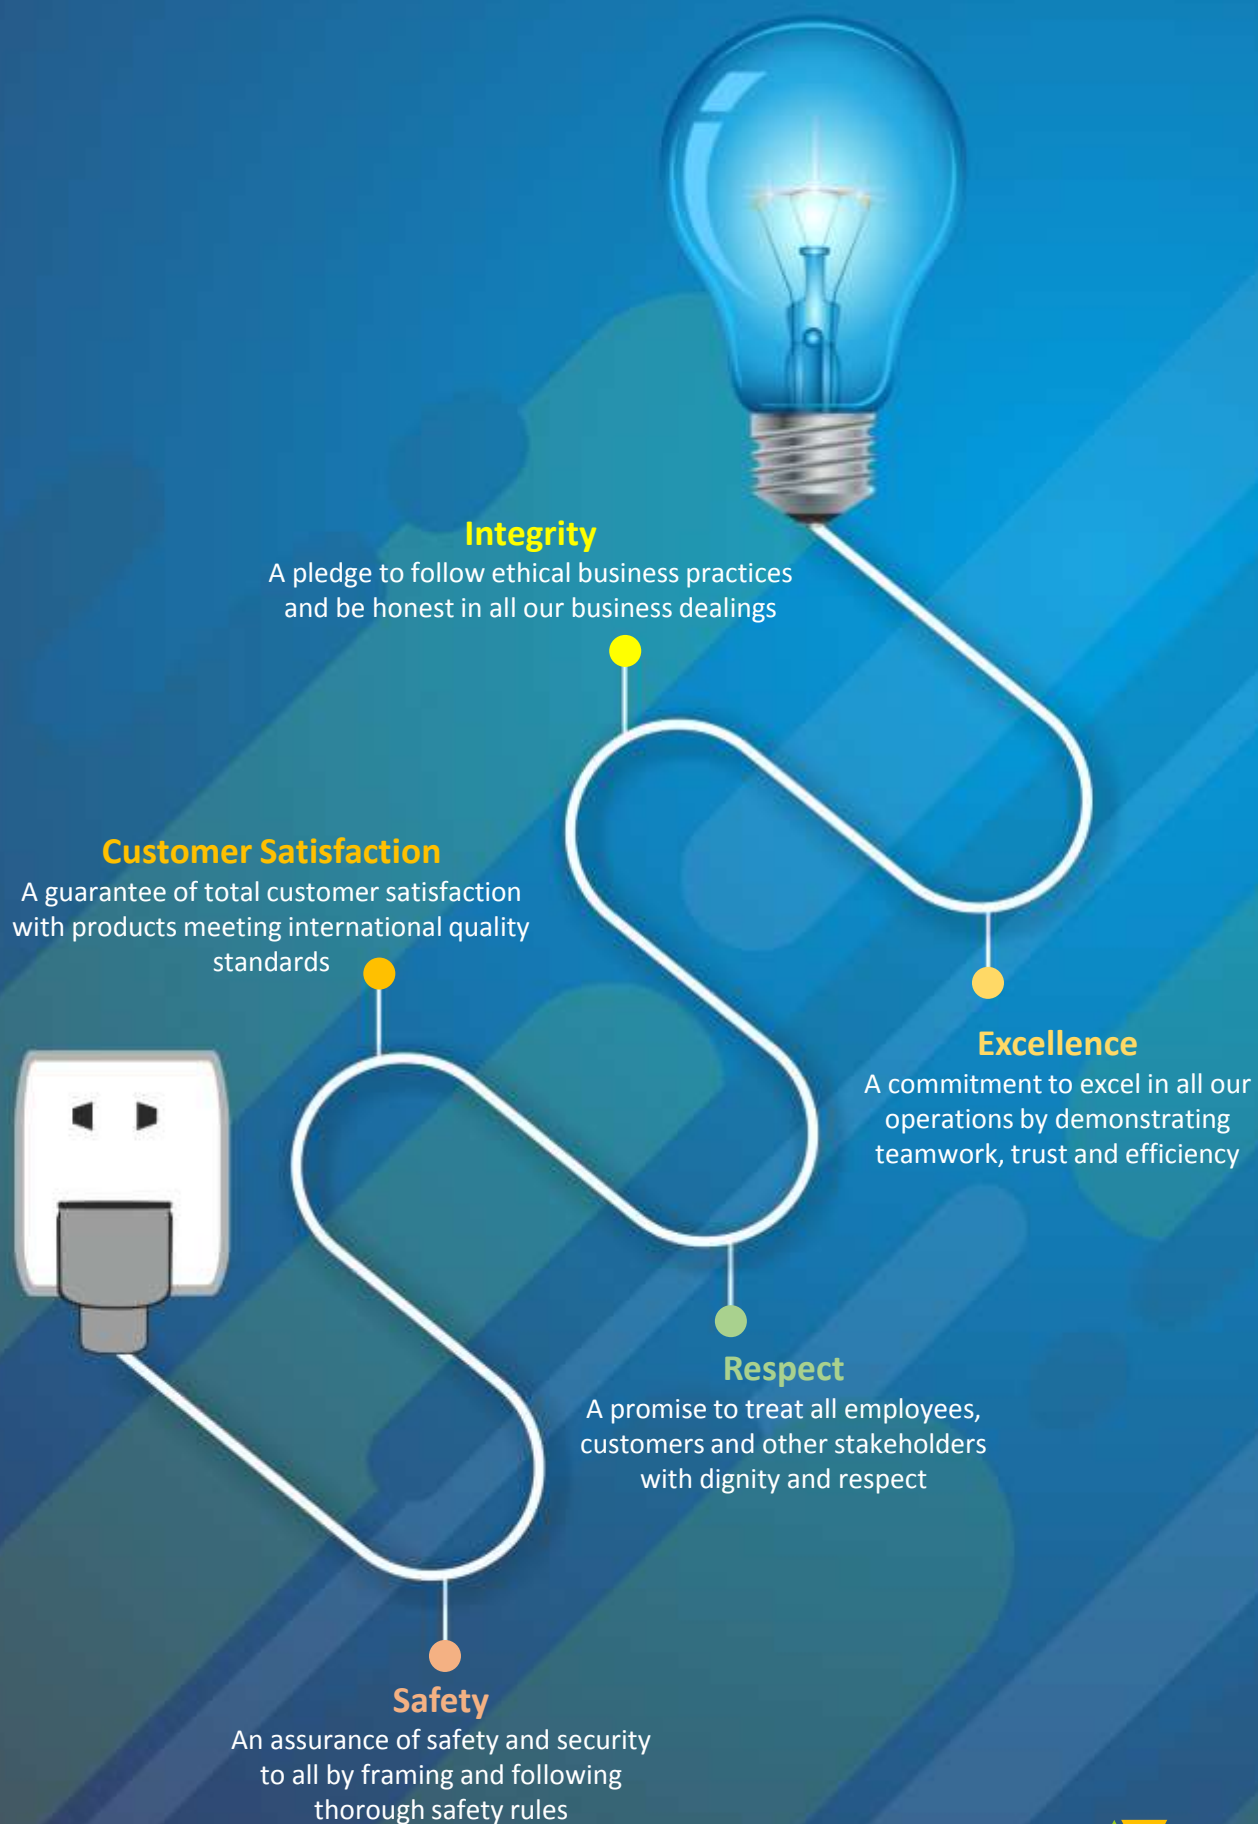 Integrity
A pledge to follow ethical business practices
and be honest in all our business dealings
Customer Satisfaction
A guarantee of total customer satisfaction
with products meeting international quality
standards
Excellence
A commitment to excel in all our
operations by demonstrating
teamwork, trust and efficiency
Respect
A promise to treat all employees,
customers and other stakeholders
with dignity and respect
Safety
An assurance of safety and security
to all by framing and following
thorough safety rules